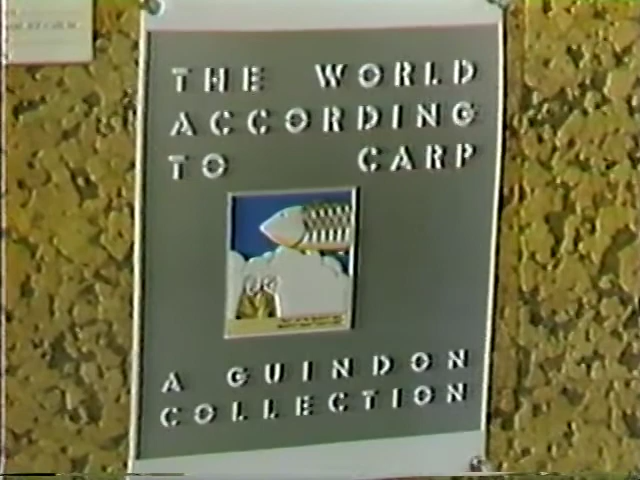 THE WORLD
ACCORDING
TO CARP
A GUINDON
COLLECTION